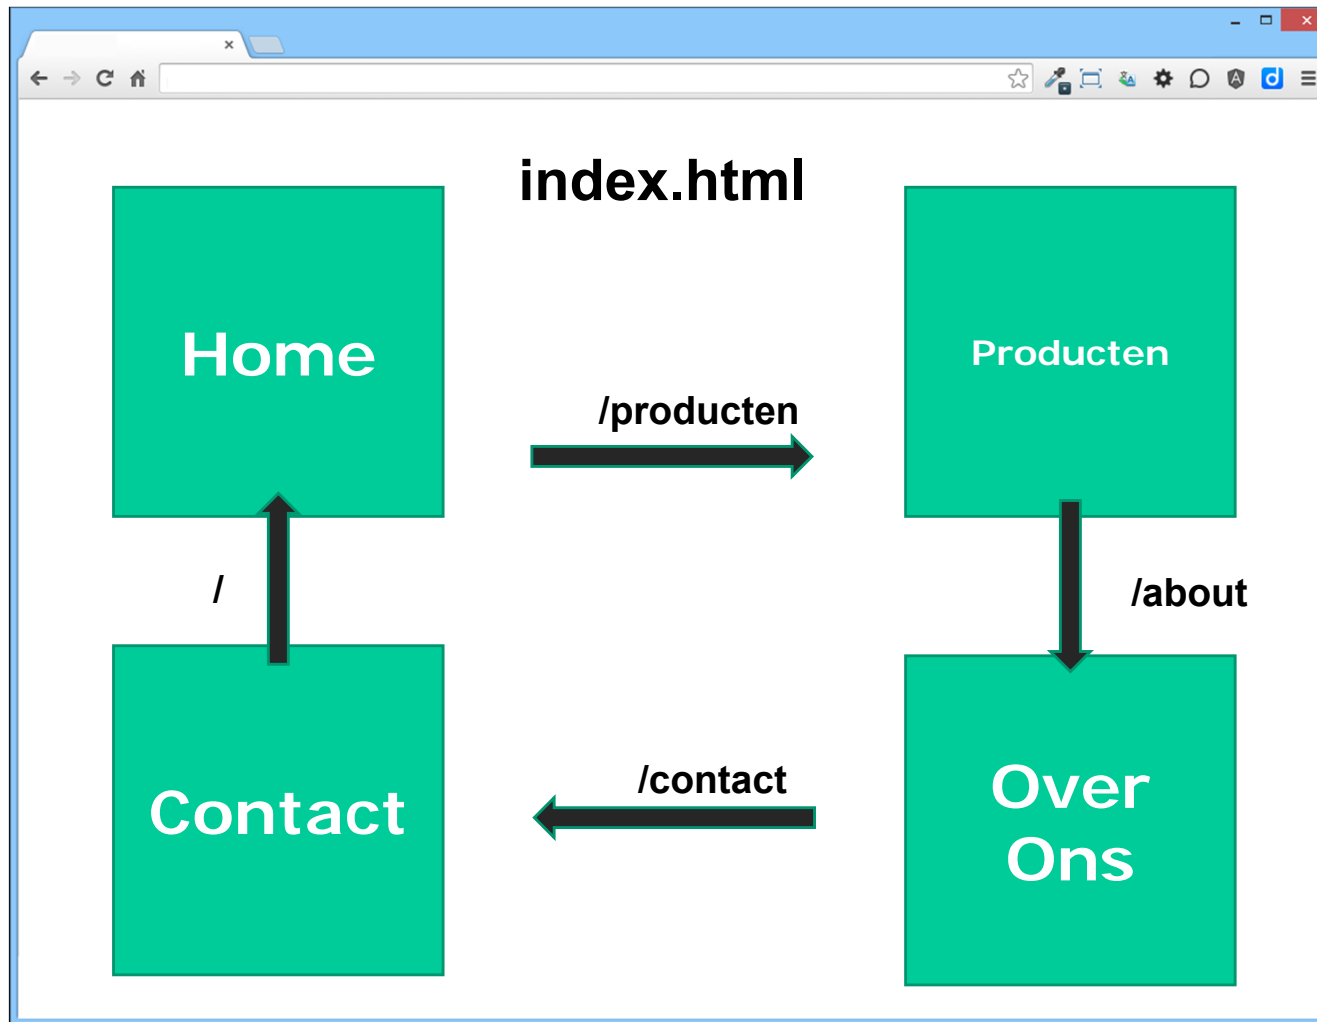 index.html
Home
Producten
/producten
/
/about
Contact
/contact
Over
Ons